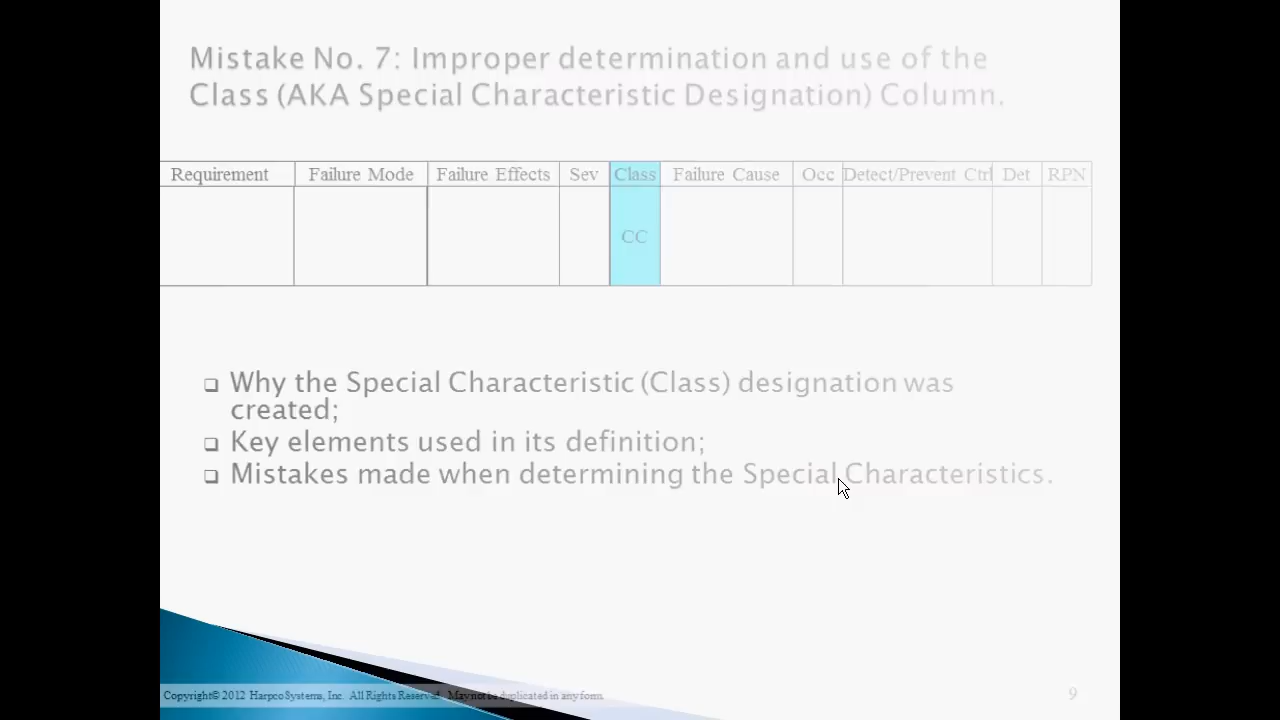 Mistake No. 7: Improper determination and use of the
Class (AKA Special Characteristic Designation) Column.
Requirement Failure Mode Failure Effects Sev Class Failure Cause Occ Detect/Prevent Ctrl Det RPN
CC
Why the Special Characteristic (Class) designation was
created;
Key elements used in its definition;
Mistakes made when determining the Special Characteristics.
Copyright© 2012 Harpco Systems, Inc. All Rights Reserved. May not be duplicated in any form.
9